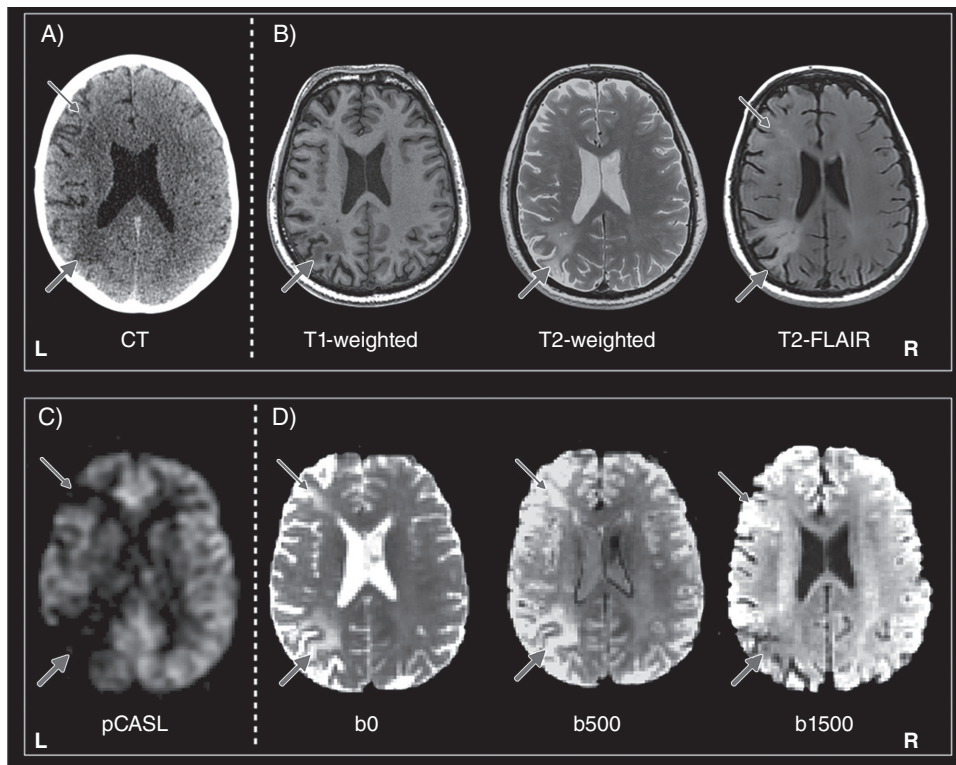 A)
B)
CT
T1-weighted
T2-weighted
T2-FLAIR
L
R
C)
D)
pCASL
b0
b500
b1500
L
R